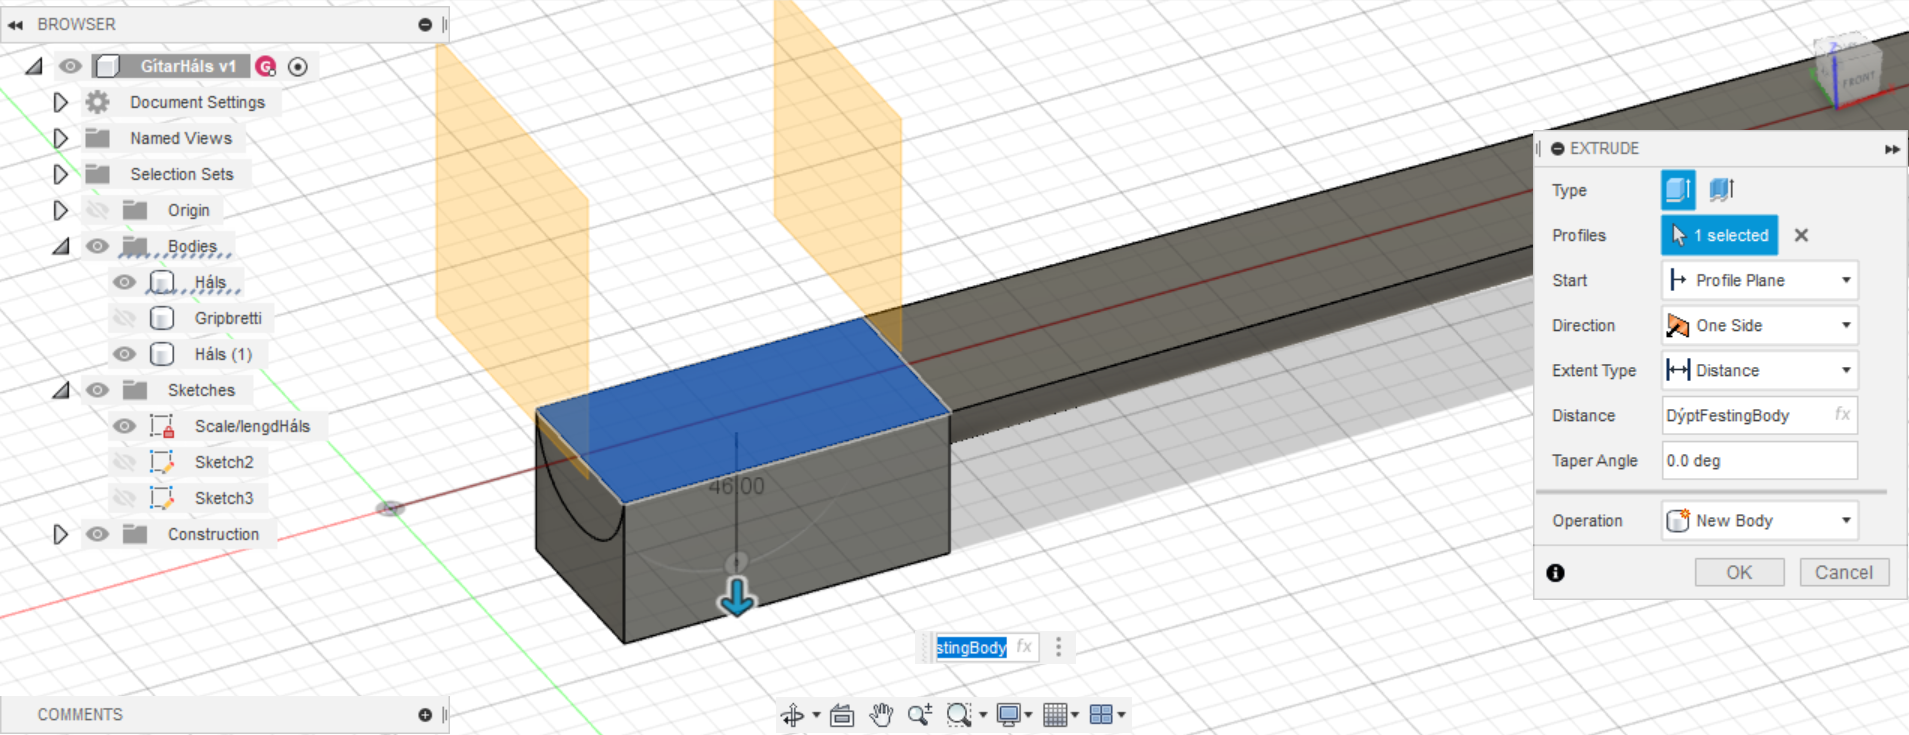 BROWSER
GítarHáls v1
Document Settings
Named Views
Selection Sets
Origin
Bodies
Háls
Gripbretti
Háls (1)
Sketches
Scale/lengdHáls
Sketch2
Sketch3
Construction
46.00
stingBody fx
FRONT
EXTRUDE
Type
Profiles 1 selected
Start Profile Plane
Direction One Side
Extent Type Distance
Distance DýptFestingBody fx
Taper Angle 0.0 deg
Operation New Body
OK Cancel
COMMENTS